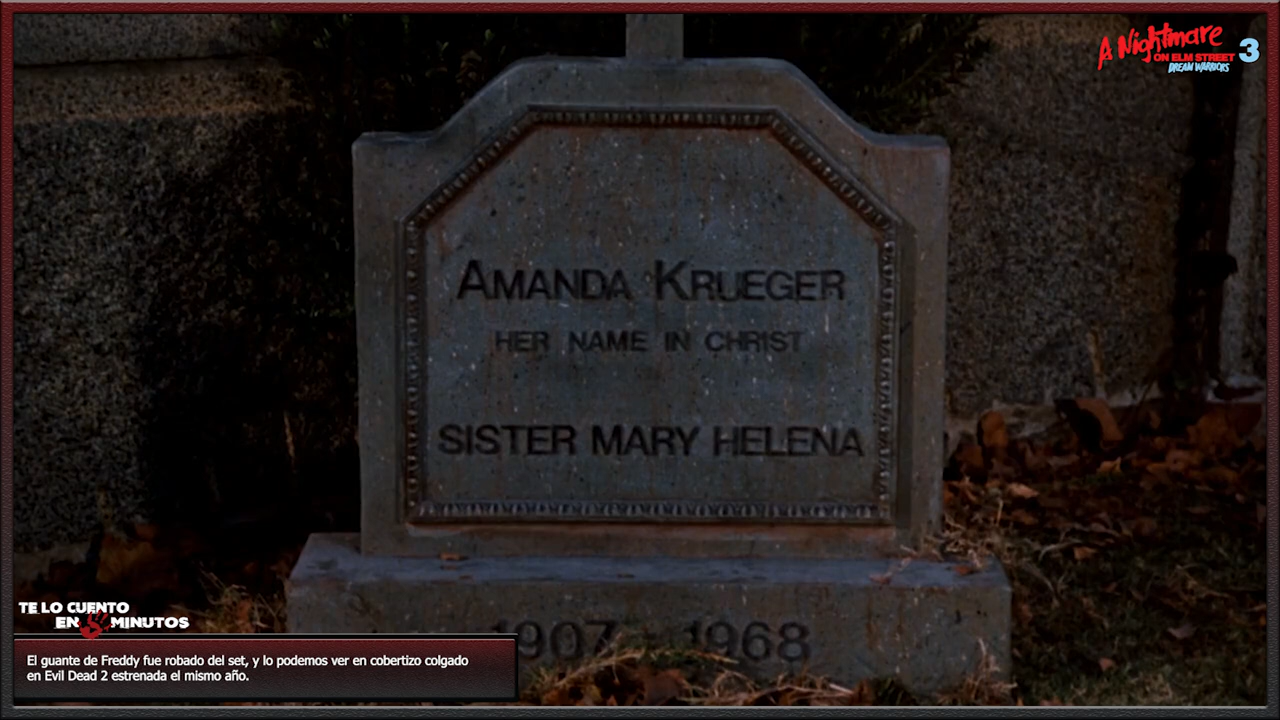 A Nightmare
ON ELM STREET 3
DREAM WARRIORS
AMANDA KRUEGER
HER NAME IN CHRIST
SISTER MARY HELENA
1907 1968
TE LO CUENTO
EN 5 MINUTOS
El guante de Freddy fue robado del set, y lo podemos ver en cobertizo colgado
en Evil Dead 2 estrenada el mismo año.